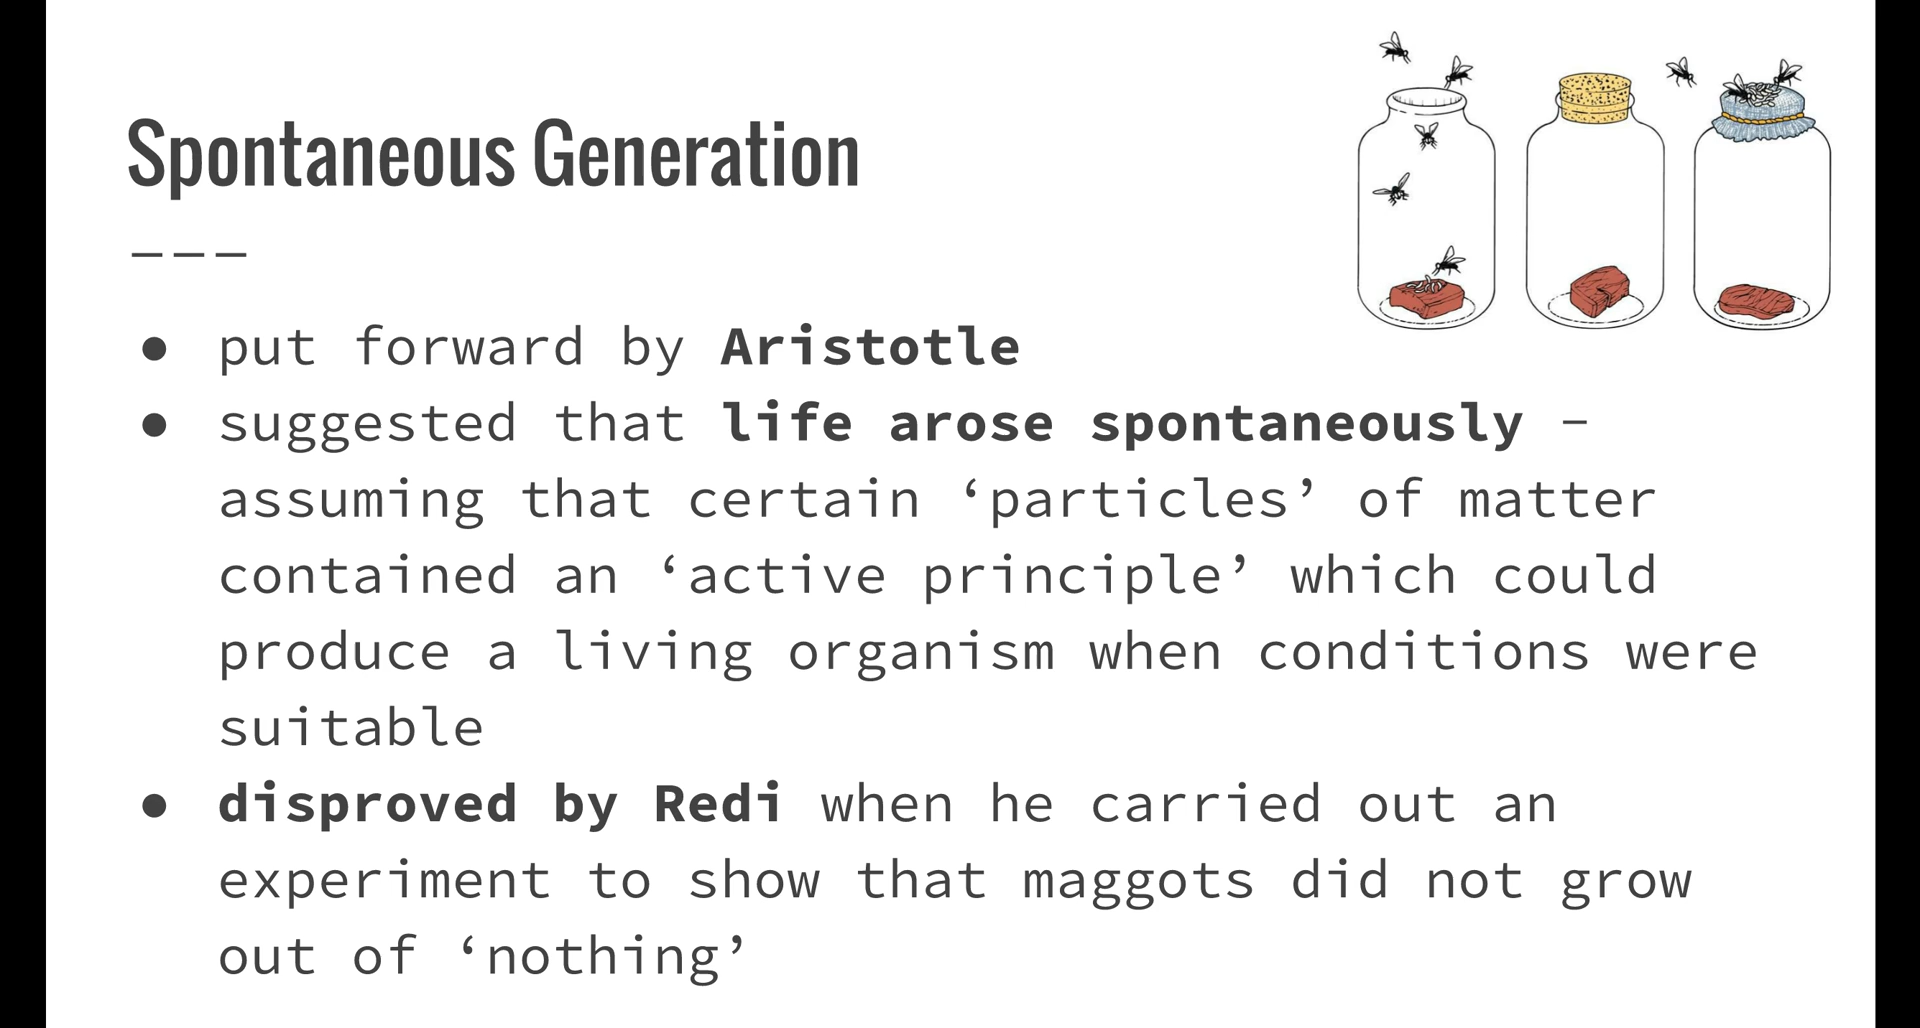 Spontaneous Generation
---
● put forward by Aristotle
● suggested that life arose spontaneously –
assuming that certain ‘particles’ of matter
contained an ‘active principle’ which could
produce a living organism when conditions were
suitable
● disproved by Redi when he carried out an
experiment to show that maggots did not grow
out of ‘nothing’